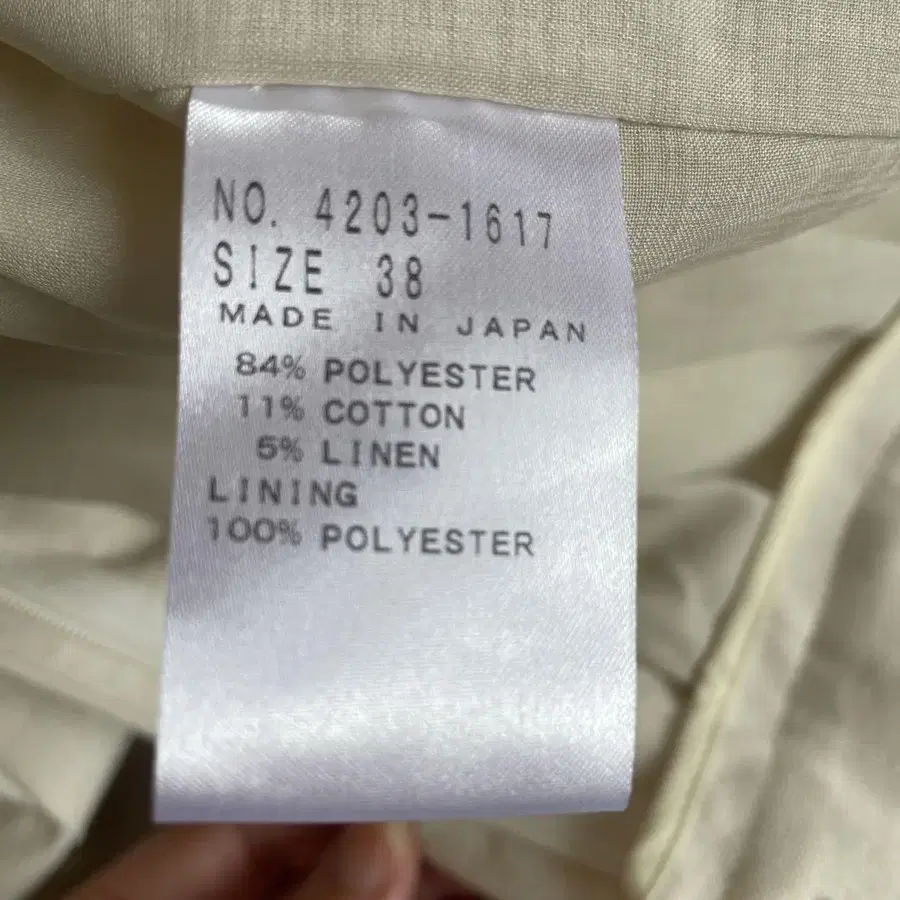 NO. 4203-1617
SIZE 38
MADE IN JAPAN
84% POLYESTER
11% COTTON
5% LINEN
LINING
100% POLYESTER